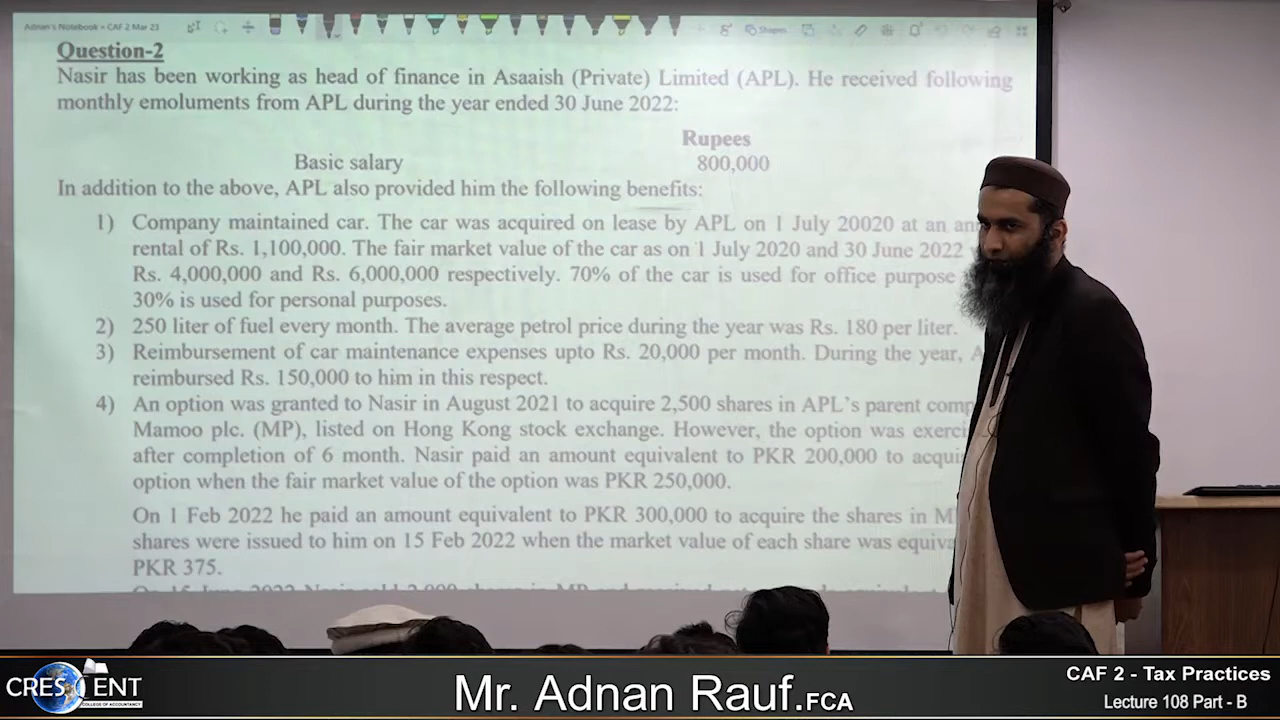 Adnan's Notebook » CAF 2 Mar 23
Shapes
Question-2
Nasir has been working as head of finance in Asaaish (Private) Limited (APL). He received following
monthly emoluments from APL during the year ended 30 June 2022:
Rupees
Basic salary 800,000
In addition to the above, APL also provided him the following benefits:
1) Company maintained car. The car was acquired on lease by APL on 1 July 20020 at an
rental of Rs. 1,100,000. The fair market value of the car as on 1 July 2020 and 30 June 2022
Rs. 4,000,000 and Rs. 6,000,000 respectively. 70% of the car is used for office purpose
30% is used for personal purposes.
2) 250 liter of fuel every month. The average petrol price during the year was Rs. 180 per liter.
3) Reimbursement of car maintenance expenses upto Rs. 20,000 per month. During the year,
reimbursed Rs. 150,000 to him in this respect.
4) An option was granted to Nasir in August 2021 to acquire 2,500 shares in APL's parent
Mamoo plc. (MP), listed on Hong Kong stock exchange. However, the option was
after completion of 6 month. Nasir paid an amount equivalent to PKR 200,000 to
option when the fair market value of the option was PKR 250,000.
On 1 Feb 2022 he paid an amount equivalent to PKR 300,000 to acquire the shares in
shares were issued to him on 15 Feb 2022 when the market value of each share was
PKR 375.
CRESCENT
COLLEGE OF ACCOUNTANCY
Mr. Adnan Rauf.FCA
CAF 2 - Tax Practices
Lecture 108 Part - B